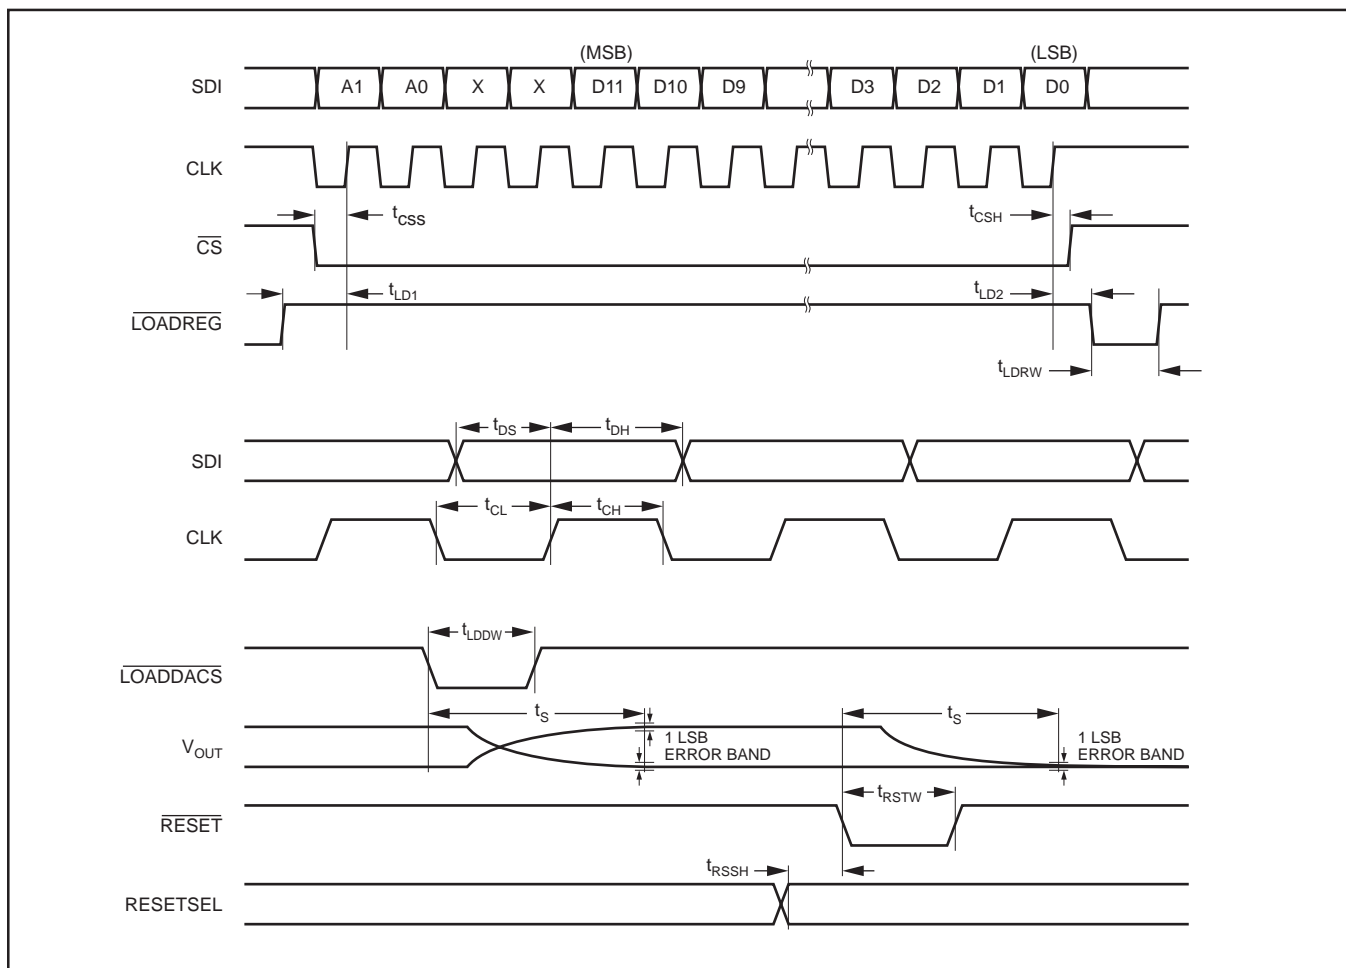 (MSB) (LSB)
SDI A1 A0 X X D11 D10 D9 D3 D2 D1 D0
CLK
tCSS tCSH
CS
tLD1 tLD2
LOADREG
tLDRW
tDS tDH
SDI
tCL tCH
CLK
tLDDW
LOADDACS
tS tS
VOUT
1 LSB
ERROR BAND
1 LSB
ERROR BAND
tRSTW
RESET
tRSSH
RESETSEL